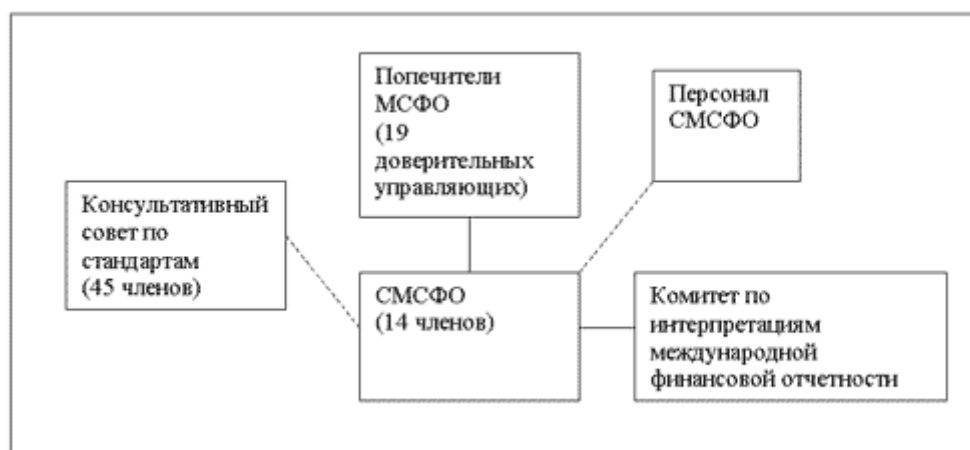 Попечители
МСФО
(19
доверительных
управляющих)
Персонал
СМСФО
Консультативный
совет по
стандартам
(45 членов)
СМСФО
(14 членов)
Комитет по
интерпретациям
международной
финансовой отчетности